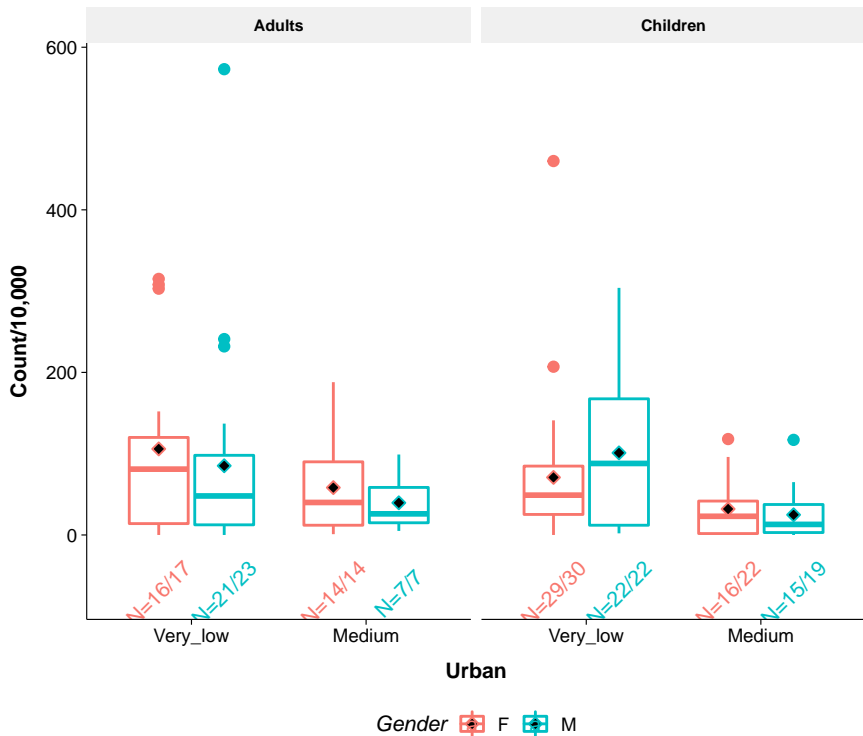 Adults Children
600
400
200
0
Count/10,000
N=16/17 N=21/23 N=14/14 N=7/7 N=29/30 N=22/22 N=16/22 N=15/19
Very_low Medium Very_low Medium
Urban
Gender F M